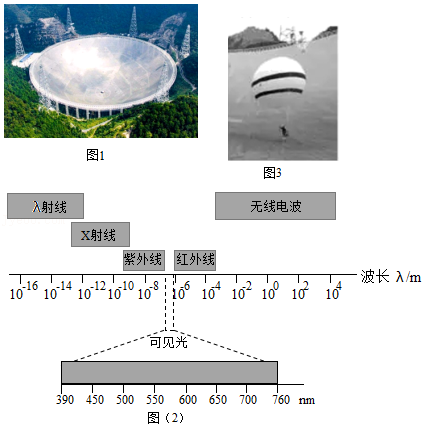 图1
图3
λ射线
无线电波
X射线
紫外线
红外线
10⁻¹⁶ 10⁻¹⁴ 10⁻¹² 10⁻¹⁰ 10⁻⁸ 10⁻⁶ 10⁻⁴ 10⁻² 10⁰ 10² 10⁴ 波长 λ/m
可见光
390 450 500 550 600 650 700 760 nm
图（2）